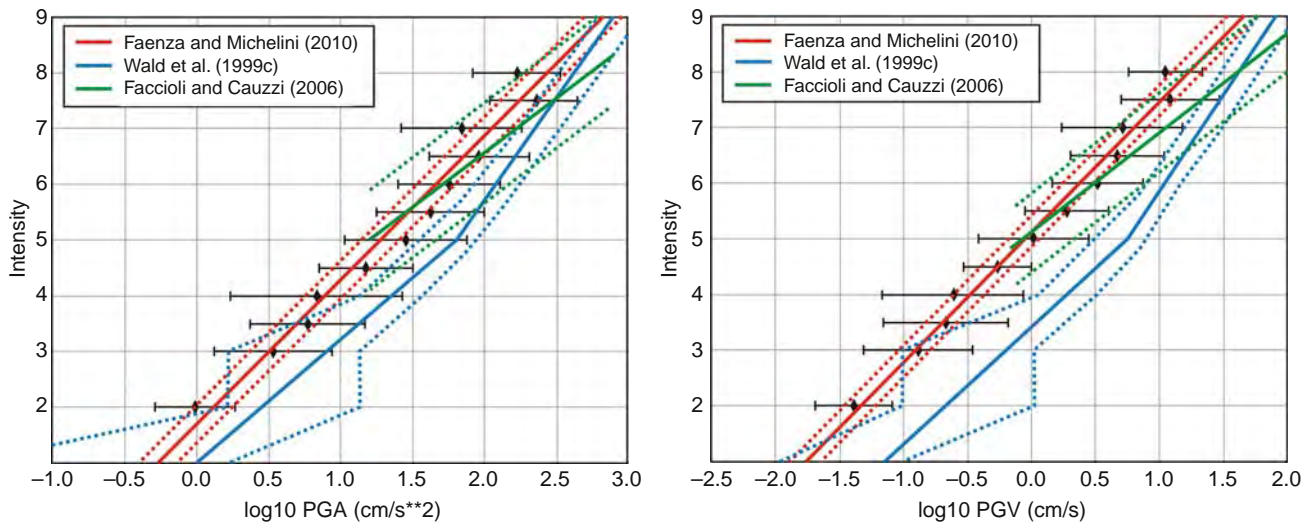 9
8
7
6
5
4
3
2
Intensity
Faenza and Michelini (2010)
Wald et al. (1999c)
Faccioli and Cauzzi (2006)
–1.0 –0.5 0.0 0.5 1.0 1.5 2.0 2.5 3.0
log10 PGA (cm/s**2)
9
8
7
6
5
4
3
2
Intensity
Faenza and Michelini (2010)
Wald et al. (1999c)
Faccioli and Cauzzi (2006)
–2.5 –2.0 –1.5 –1.0 –0.5 0.0 0.5 1.0 1.5 2.0
log10 PGV (cm/s)